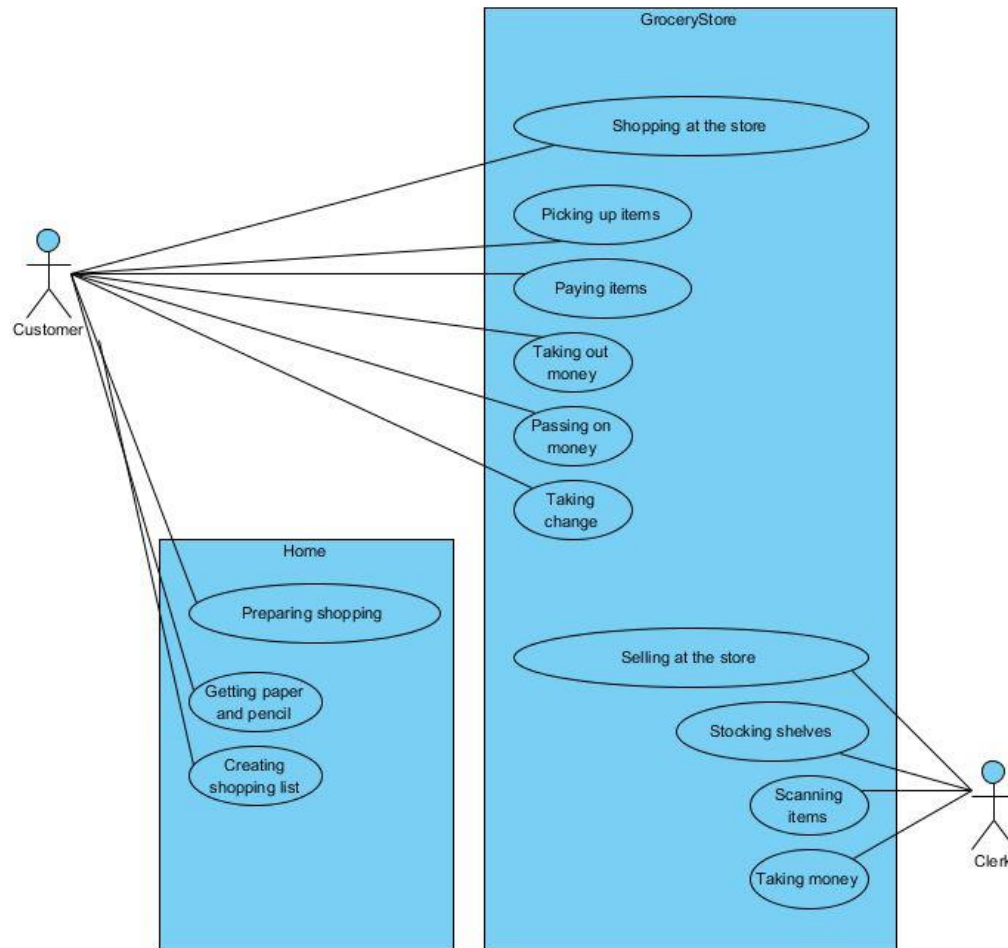 GroceryStore
Shopping at the store
Picking up items
Paying items
Customer
Taking out
money
Passing on
money
Taking
change
Home
Preparing shopping
Selling at the store
Getting paper
and pencil
Stocking shelves
Creating
shopping list
Scanning
items
Clerk
Taking money